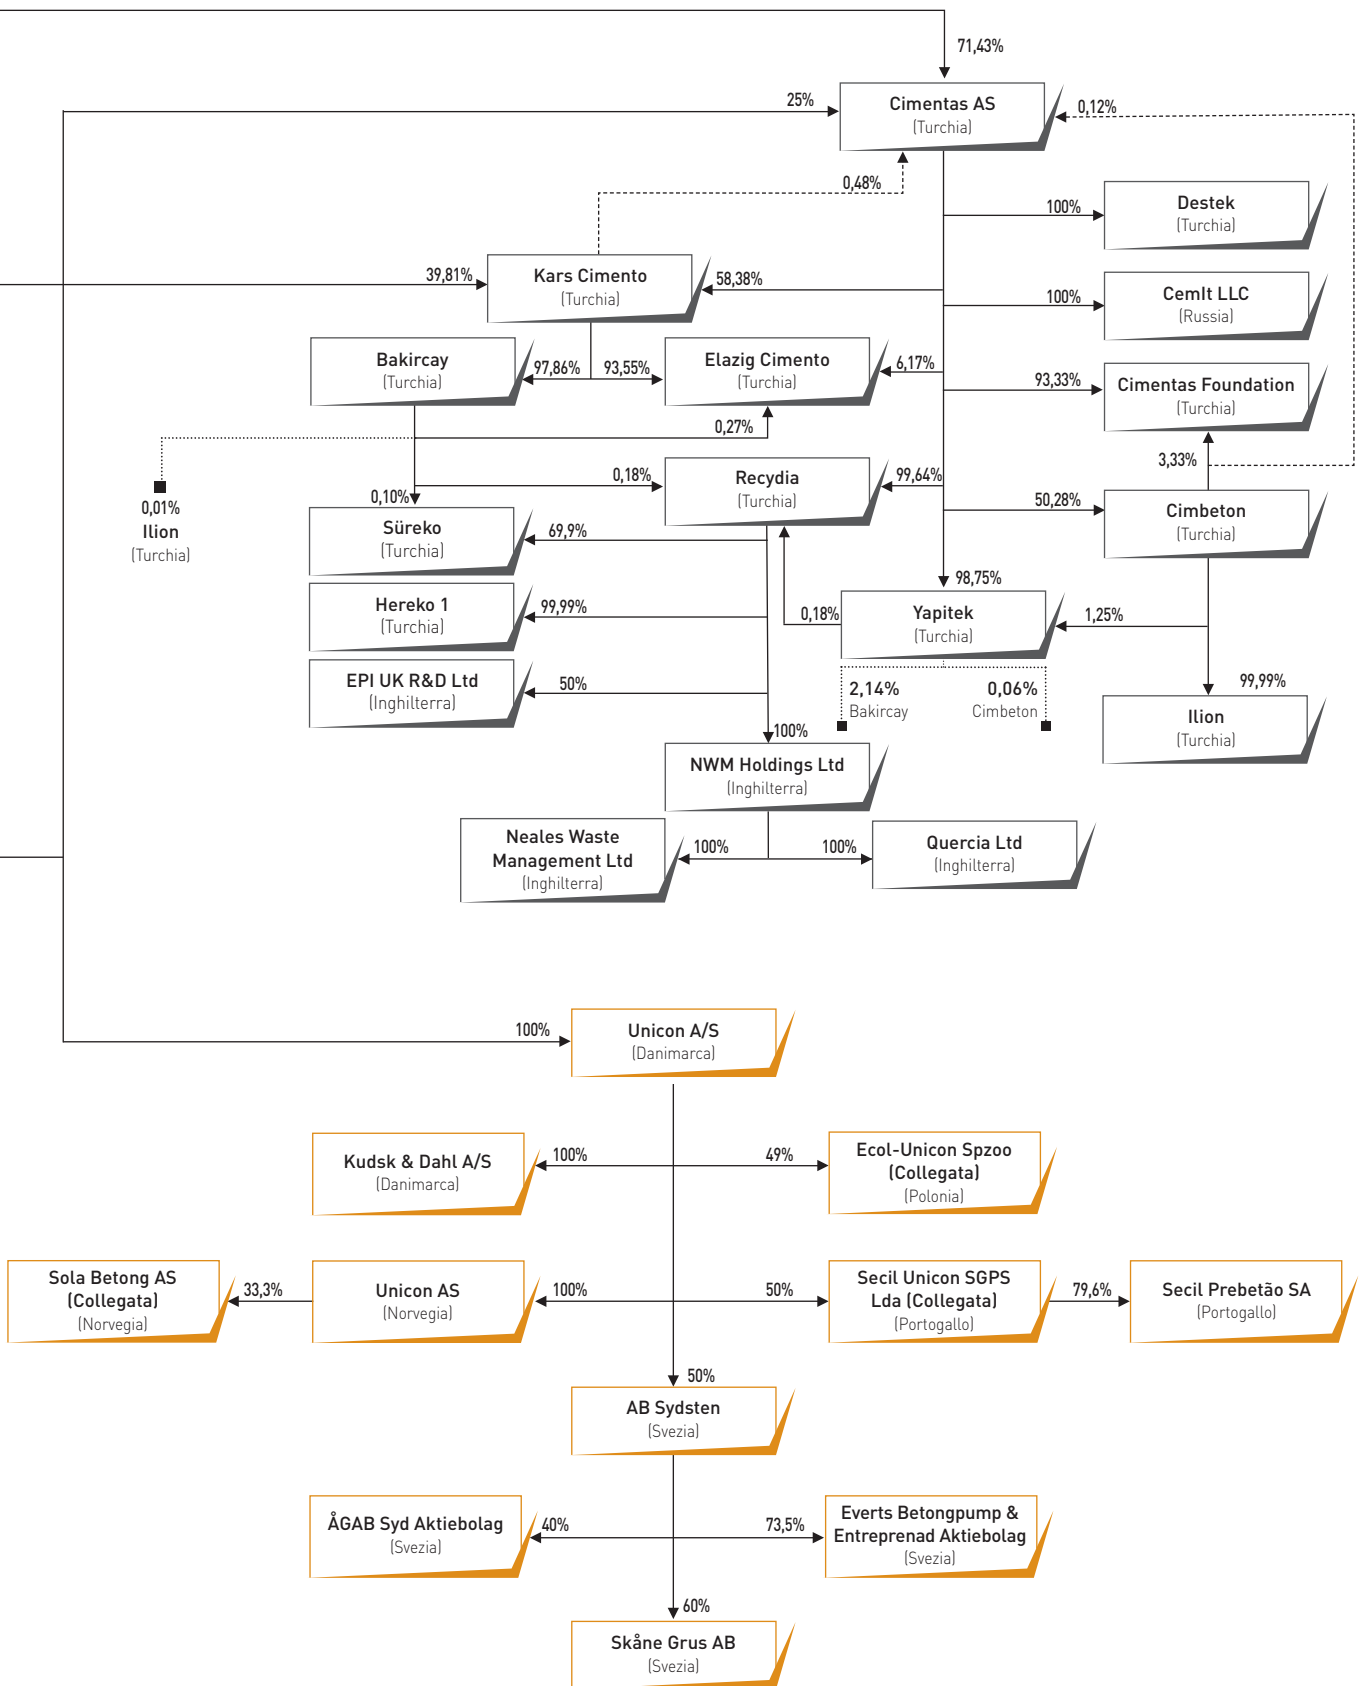 71,43%
25%
Cimentas AS
(Turchia)
0,12%
0,48%
100%
Destek
(Turchia)
39,81%
Kars Cimento
(Turchia)
58,38%
100%
CemIt LLC
(Russia)
Bakircay
(Turchia)
97,86%
93,55%
Elazig Cimento
(Turchia)
6,17%
93,33%
Cimentas Foundation
(Turchia)
0,27%
3,33%
0,01%
Ilion
(Turchia)
0,10%
0,18%
Recydia
(Turchia)
99,64%
50,28%
Cimbeton
(Turchia)
Süreko
(Turchia)
69,9%
98,75%
Hereko 1
(Turchia)
99,99%
0,18%
Yapitek
(Turchia)
1,25%
EPI UK R&D Ltd
(Inghilterra)
50%
2,14%
Bakircay
0,06%
Cimbeton
99,99%
Ilion
(Turchia)
100%
NWM Holdings Ltd
(Inghilterra)
Neales Waste
Management Ltd
(Inghilterra)
100%
100%
Quercia Ltd
(Inghilterra)
100%
Unicon A/S
(Danimarca)
Kudsk & Dahl A/S
(Danimarca)
100%
49%
Ecol-Unicon Spzoo
(Collegata)
(Polonia)
Sola Betong AS
(Collegata)
(Norvegia)
33,3%
Unicon AS
(Norvegia)
100%
50%
Secil Unicon SGPS
Lda (Collegata)
(Portogallo)
79,6%
Secil Prebetão SA
(Portogallo)
50%
AB Sydsten
(Svezia)
ÅGAB Syd Aktiebolag
(Svezia)
40%
73,5%
Everts Betongpump &
Entreprenad Aktiebolag
(Svezia)
60%
Skåne Grus AB
(Svezia)